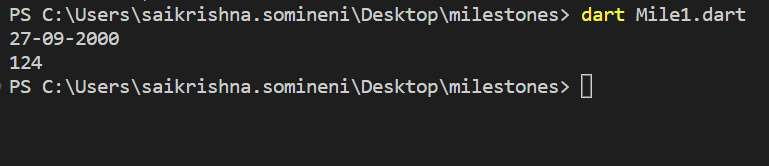 PS C:\Users\saikrishna.somineni\Desktop\milestones> dart Mile1.dart
27-09-2000
124
PS C:\Users\saikrishna.somineni\Desktop\milestones>